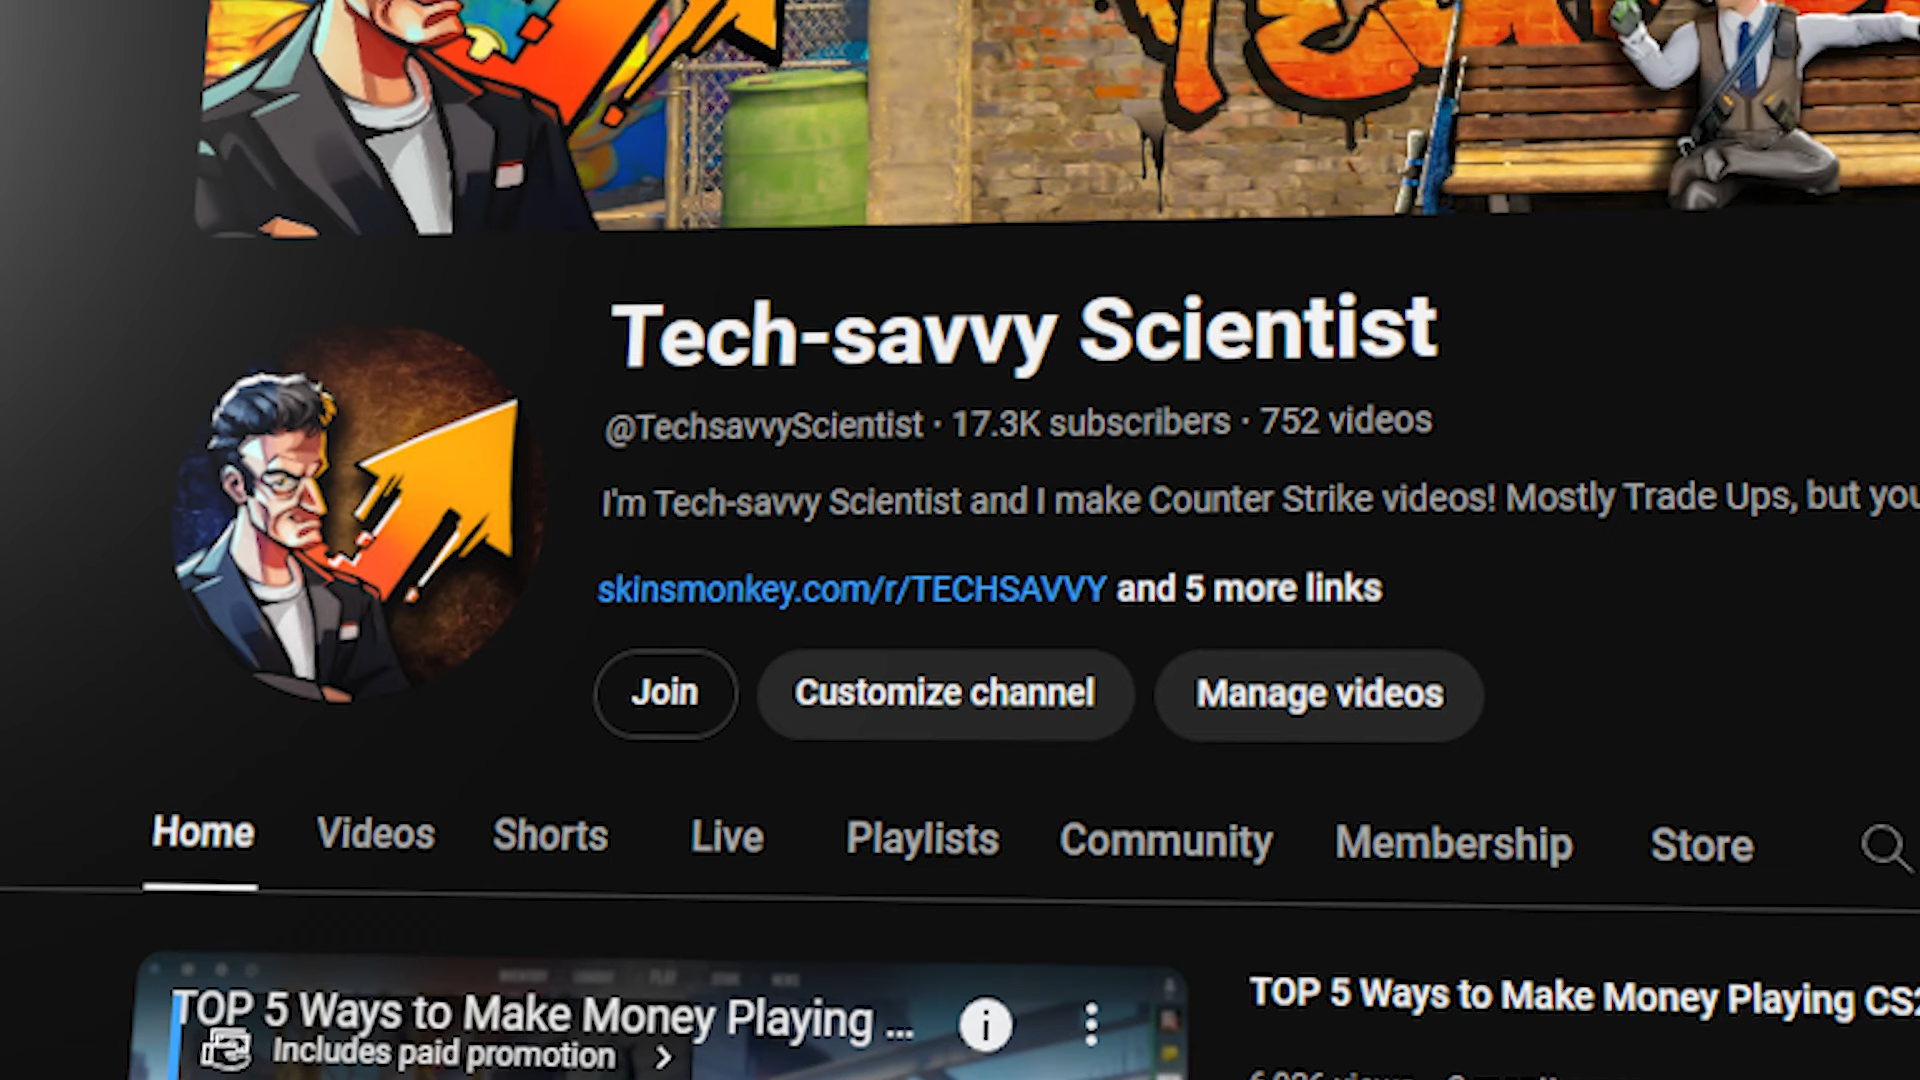 Tech-savvy Scientist
@TechsavvyScientist · 17.3K subscribers · 752 videos
I'm Tech-savvy Scientist and I make Counter Strike videos! Mostly Trade Ups, but you
skinsmonkey.com/r/TECHSAVVY and 5 more links
Join
Customize channel
Manage videos
Home
Videos
Shorts
Live
Playlists
Community
Membership
Store
TOP 5 Ways to Make Money Playing ...
Includes paid promotion
TOP 5 Ways to Make Money Playing CS2